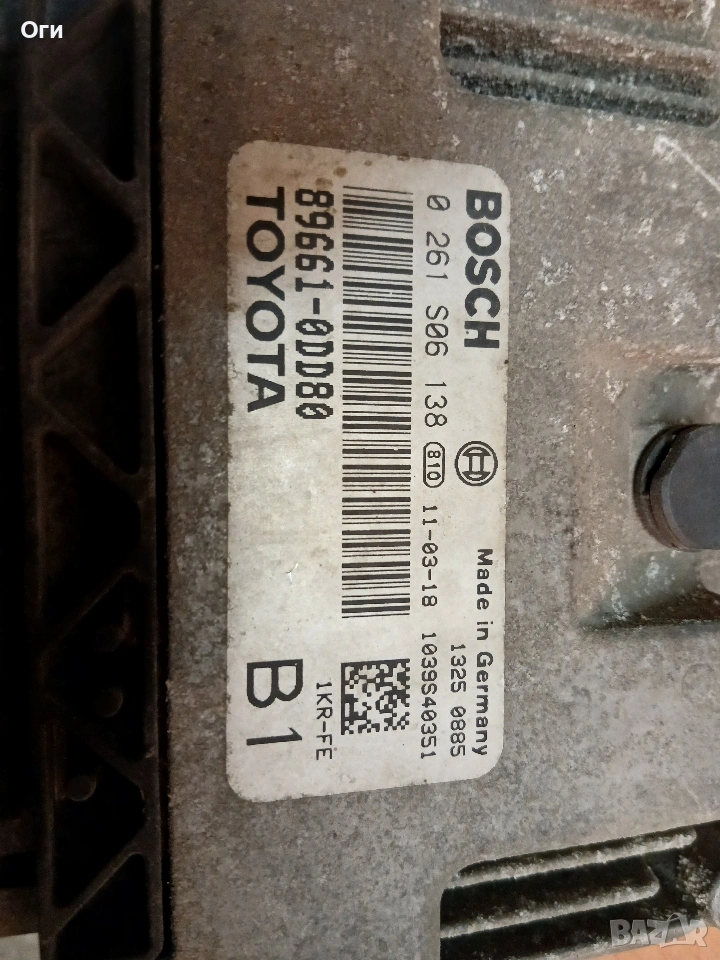 Оги
BOSCH
0 261 S06 138 810 11-03-18 1039S40351
Made in Germany
1325 0885
89661-0DD80
TOYOTA
1KR-FE
B1
BAZAR